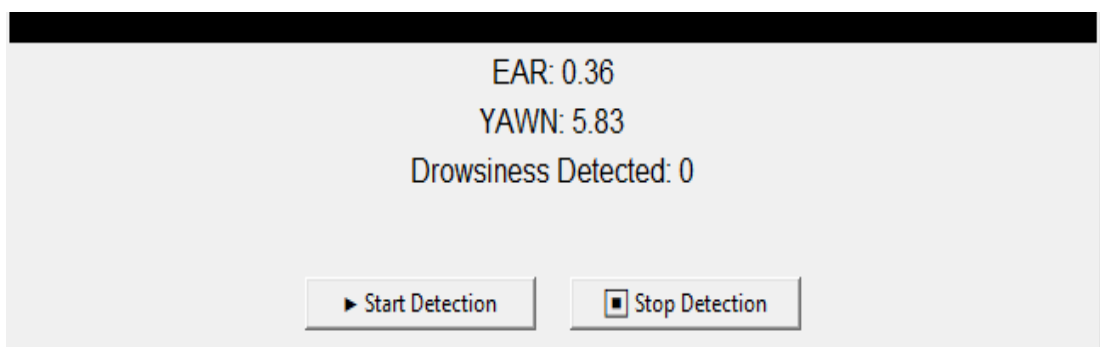 EAR: 0.36
YAWN: 5.83
Drowsiness Detected: 0
▶ Start Detection
⏹ Stop Detection